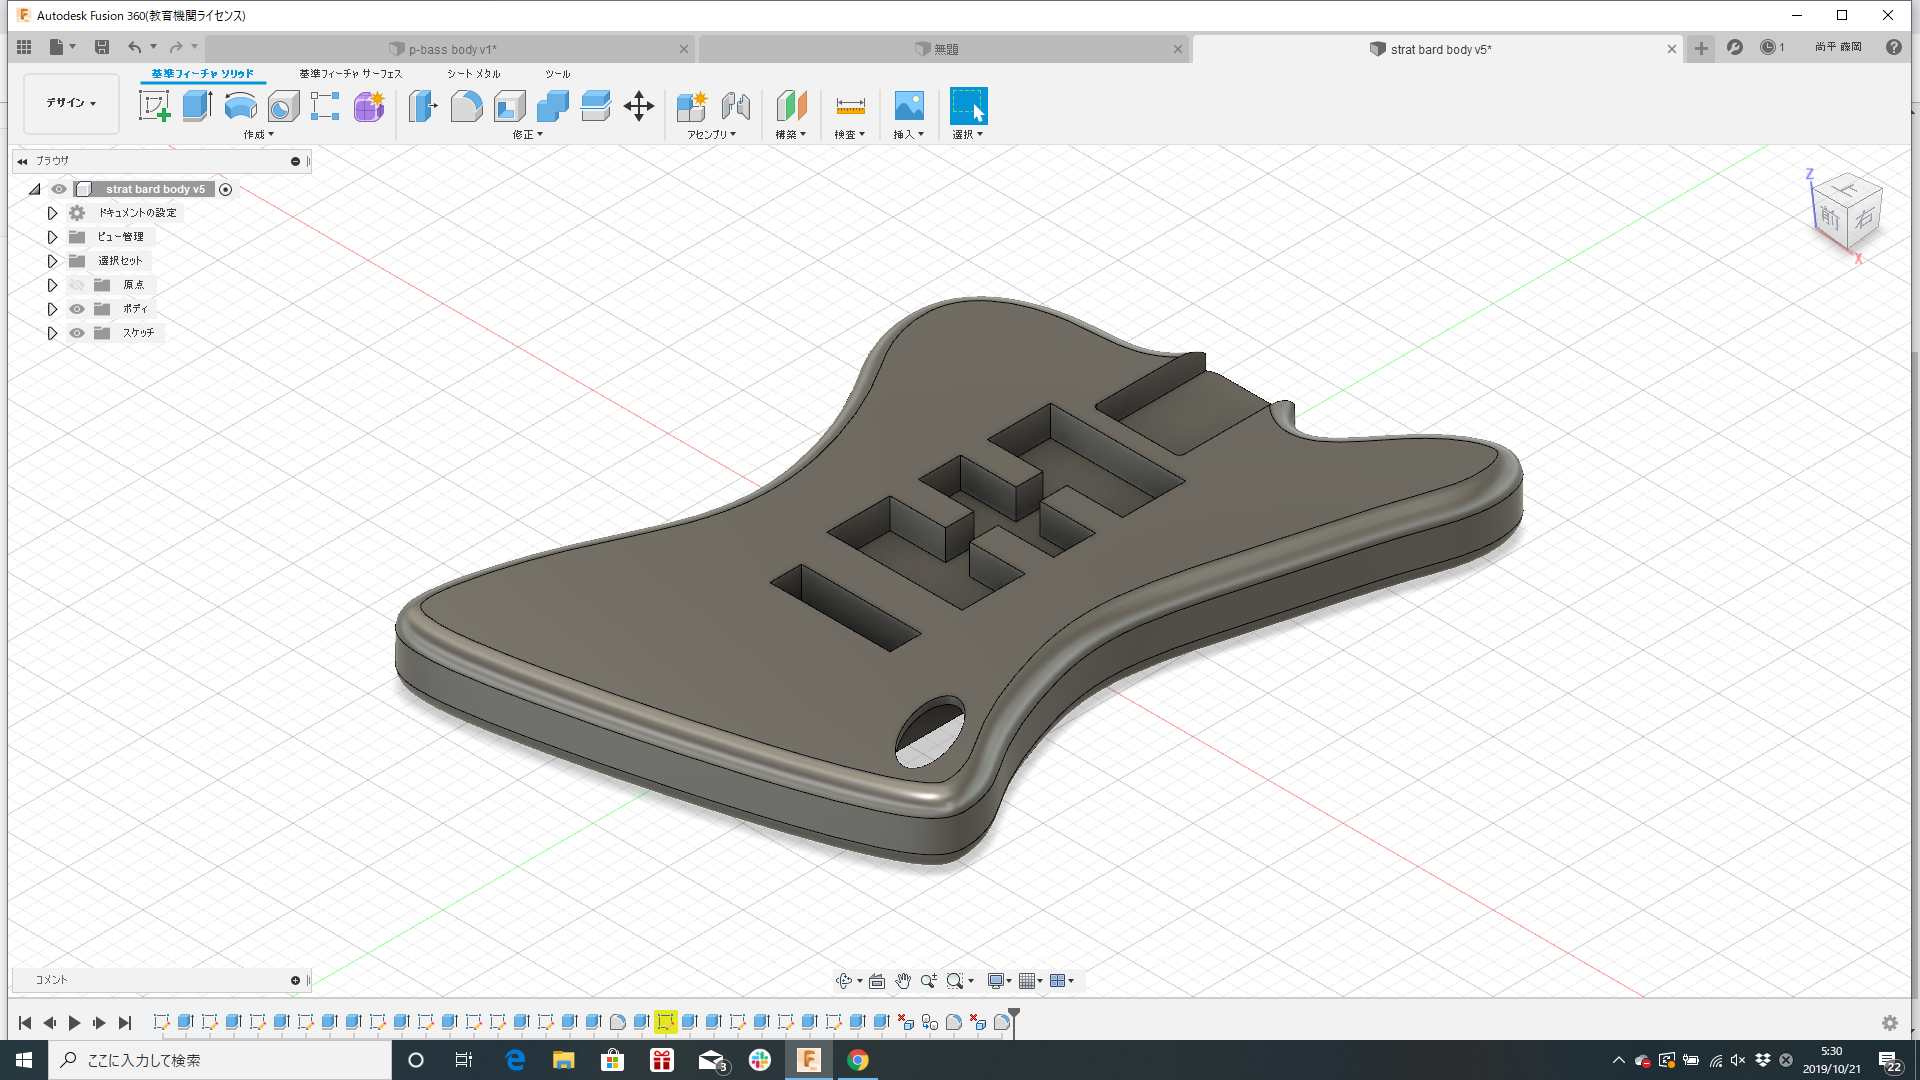 Autodesk Fusion 360(教育機関ライセンス)
p-bass body v1*
無題
strat bard body v5*
1
尚平 藤岡
デザイン
基準フィーチャ ソリッド
基準フィーチャ サーフェス
シート メタル
ツール
作成
修正
アセンブリ
構築
検査
挿入
選択
ブラウザ
strat bard body v5
ドキュメントの設定
ビュー管理
選択セット
原点
ボディ
スケッチ
Z
上
前
右
X
コメント
ここに入力して検索
3
5:30
2019/10/21
22